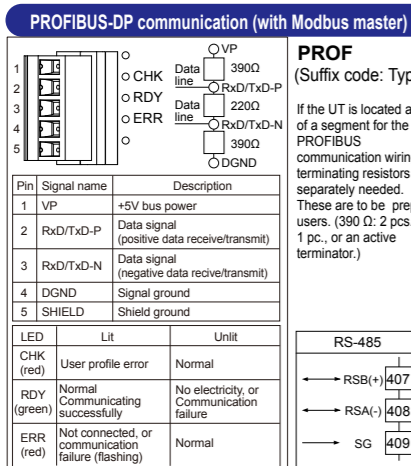 PROFIBUS-DP communication (with Modbus master)
1
2
3
4
5
CHK
RDY
ERR
VP
Data
line
390Ω
RxD/TxD-P
Data
line
220Ω
RxD/TxD-N
390Ω
DGND
Pin Signal name Description
1 VP +5V bus power
2 RxD/TxD-P Data signal
(positive data receive/transmit)
3 RxD/TxD-N Data signal
(negative data recive/transmit)
4 DGND Signal ground
5 SHIELD Shield ground
LED Lit Unlit
CHK
(red) User profile error Normal
RDY
(green) Normal
Communicating
successfully No electricity, or
Communication
failure
ERR
(red) Not connected, or
communication
failure (flashing) Normal
PROF
(Suffix code: Typ
If the UT is located a
of a segment for the
PROFIBUS
communication wirin
terminating resistors
separately needed.
These are to be prep
users. (390 Ω: 2 pcs.
1 pc., or an active
terminator.)
RS-485
RSB(+) 407
RSA(-) 408
SG 409